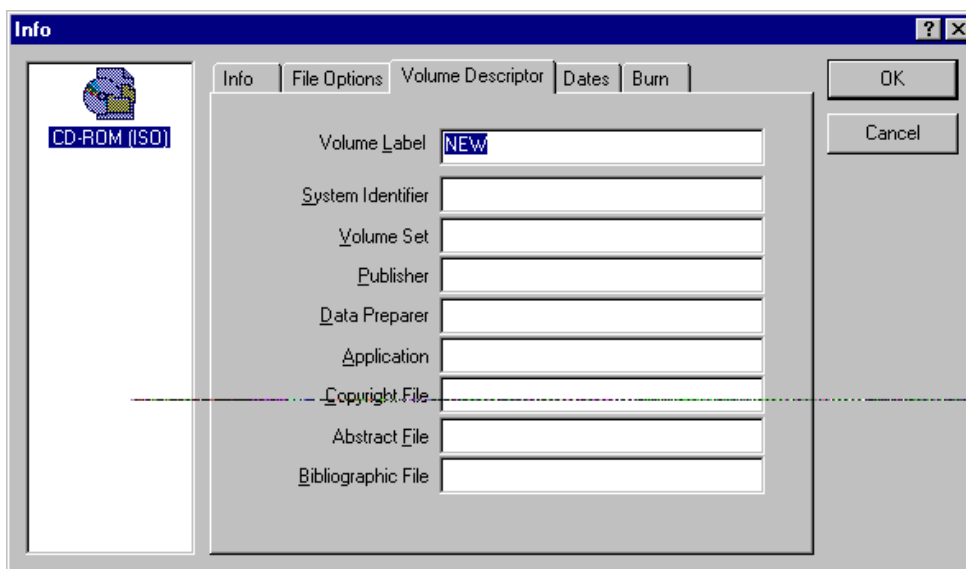 Info
CD-ROM (ISO)
Info File Options Volume Descriptor Dates Burn
OK
Cancel
Volume Label NEW
System Identifier
Volume Set
Publisher
Data Preparer
Application
Copyright File
Abstract File
Bibliographic File